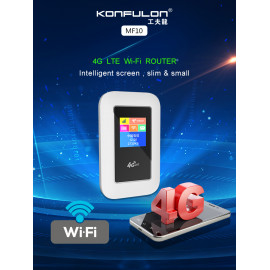 KONFULON®
工夫龍
MF10
4G LTE Wi-Fi ROUTER
Intelligent screen , slim & small
4G
4G
Wi-Fi